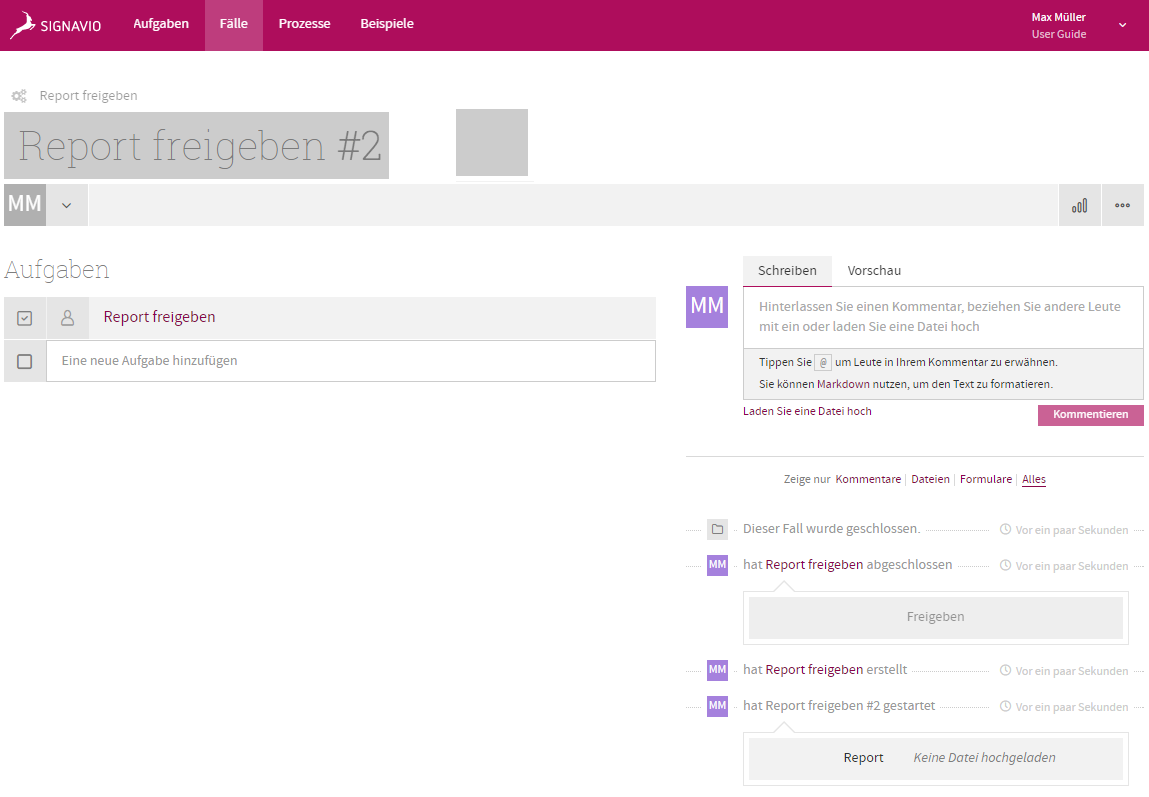 SIGNAVIO Aufgaben Fälle Prozesse Beispiele Max Müller
User Guide
Report freigeben
Report freigeben #2
MM
Aufgaben
Report freigeben
Eine neue Aufgabe hinzufügen
Schreiben Vorschau
MM
Hinterlassen Sie einen Kommentar, beziehen Sie andere Leute
mit ein oder laden Sie eine Datei hoch
Tippen Sie @ um Leute in Ihrem Kommentar zu erwähnen.
Sie können Markdown nutzen, um den Text zu formatieren.
Laden Sie eine Datei hoch Kommentieren
Zeige nur Kommentare | Dateien | Formulare | Alles
Dieser Fall wurde geschlossen. Vor ein paar Sekunden
MM hat Report freigeben abgeschlossen Vor ein paar Sekunden
Freigeben
MM hat Report freigeben erstellt Vor ein paar Sekunden
MM hat Report freigeben #2 gestartet Vor ein paar Sekunden
Report Keine Datei hochgeladen